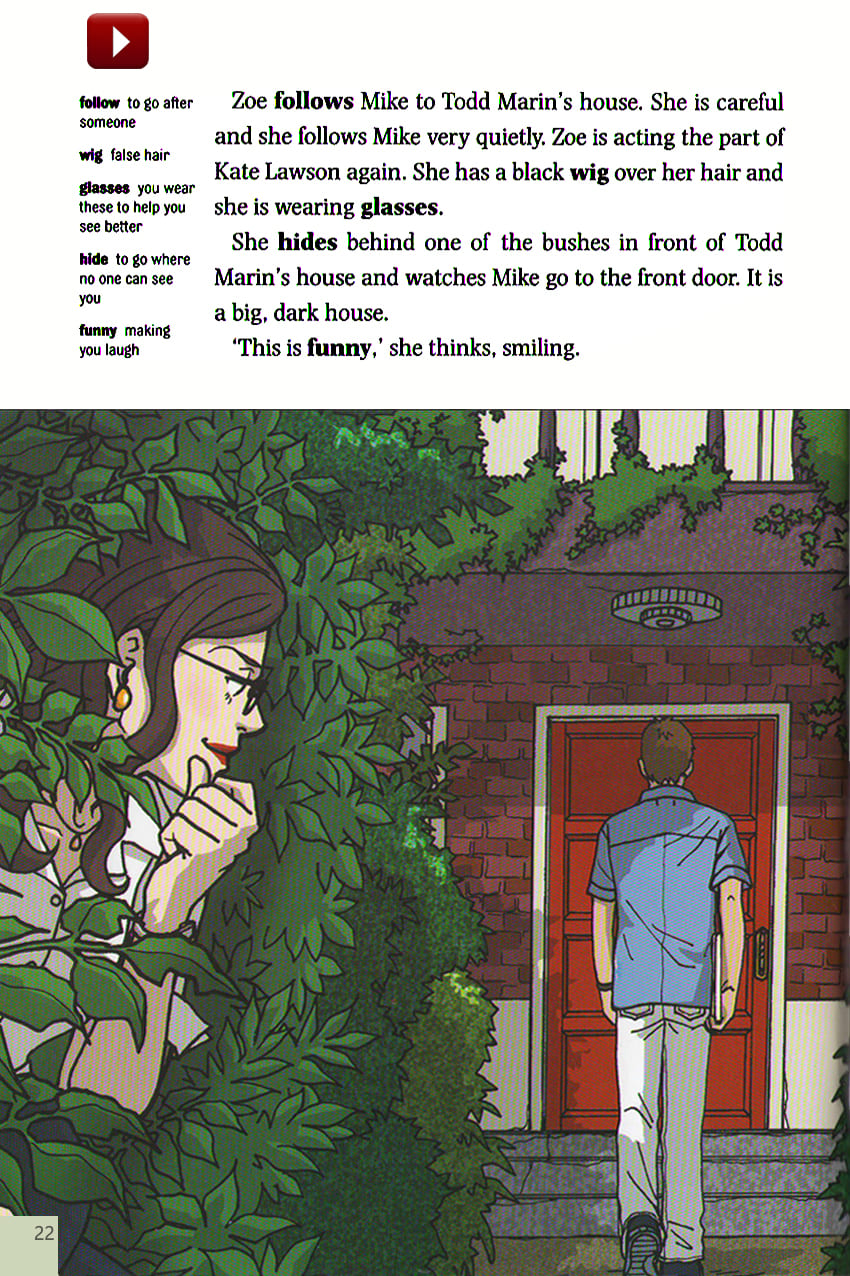 follow to go after
someone
wig false hair
glasses you wear
these to help you
see better
hide to go where
no one can see
you
funny making
you laugh
Zoe follows Mike to Todd Marin’s house. She is careful
and she follows Mike very quietly. Zoe is acting the part of
Kate Lawson again. She has a black wig over her hair and
she is wearing glasses.
She hides behind one of the bushes in front of Todd
Marin’s house and watches Mike go to the front door. It is
a big, dark house.
‘This is funny,’ she thinks, smiling.
22